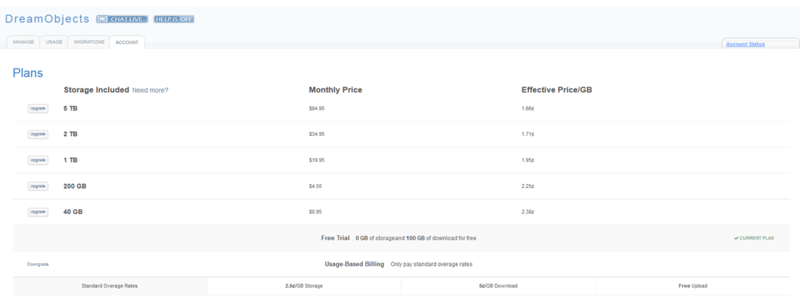 DreamObjects CHAT LIVE HELP IS OFF
MANAGE USAGE MIGRATIONS ACCOUNT
Account Status
Plans
Storage Included Need more? Monthly Price Effective Price/GB
Upgrade 5 TB $84.95 1.66¢
Upgrade 2 TB $34.95 1.71¢
Upgrade 1 TB $19.95 1.95¢
Upgrade 200 GB $4.50 2.25¢
Upgrade 40 GB $0.95 2.38¢
Free Trial 0 GB of storageand 100 GB of download for free ✓ CURRENT PLAN
Downgrade Usage-Based Billing Only pay standard overage rates
Standard Overage Rates 2.5¢/GB Storage 5¢/GB Download Free Upload